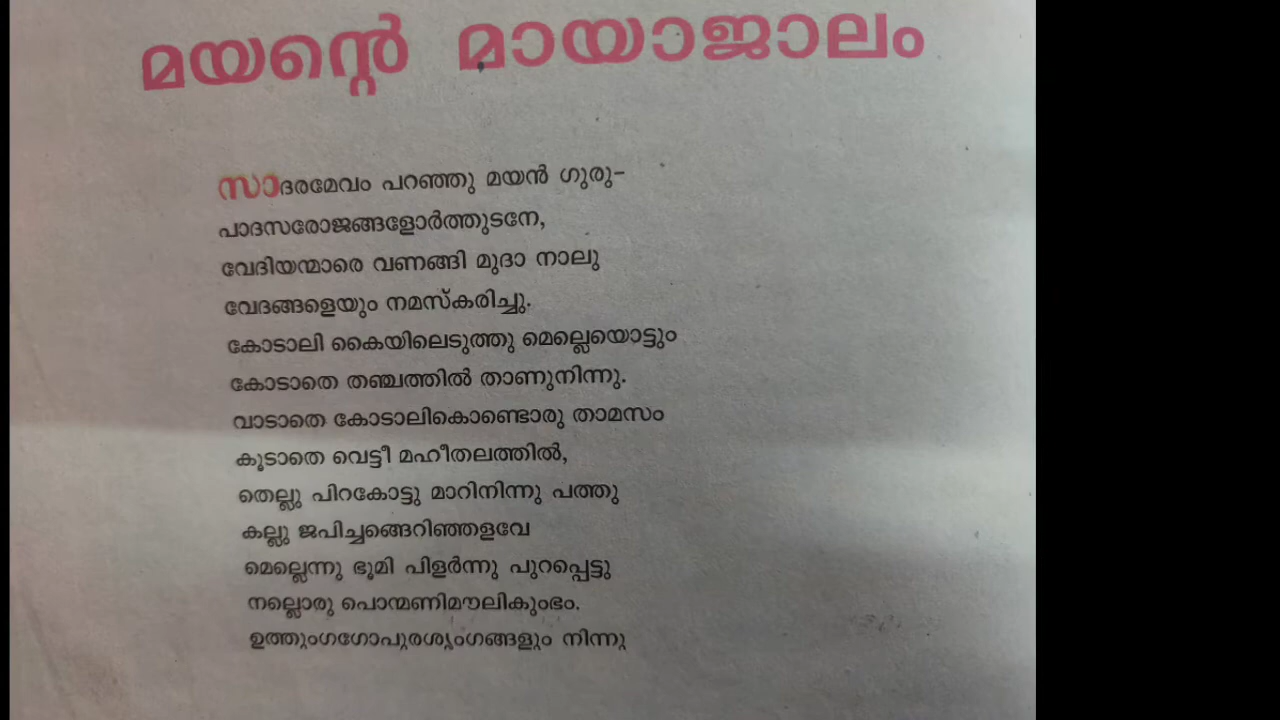 മയന്റെ മായാജാലം
സാദരമേവം പറഞ്ഞു മയൻ ഗുരു-
പാദസരോജങ്ങളോർത്തുടനേ,
വേദിയന്മാരെ വണങ്ങി മുദാ നാലു
വേദങ്ങളെയും നമസ്കരിച്ചു.
കോടാലി കൈയിലെടുത്തു മെല്ലെയൊട്ടും
കോടാതെ തഞ്ചത്തിൽ താണുനിന്നു.
വാടാതെ കോടാലികൊണ്ടൊരു താമസം
കൂടാതെ വെട്ടീ മഹീതലത്തിൽ,
തെല്ലു പിറകോട്ടു മാറിനിന്നു പത്തു
കല്ലു ജപിച്ചങ്ങെറിഞ്ഞളവേ
മെല്ലെന്നു ഭൂമി പിളർന്നു പുറപ്പെട്ടു
നല്ലൊരു പൊന്മണിമൗലികുംഭം.
ഉത്തുംഗഗോപുരശൃംഗങ്ങളും നിന്നു